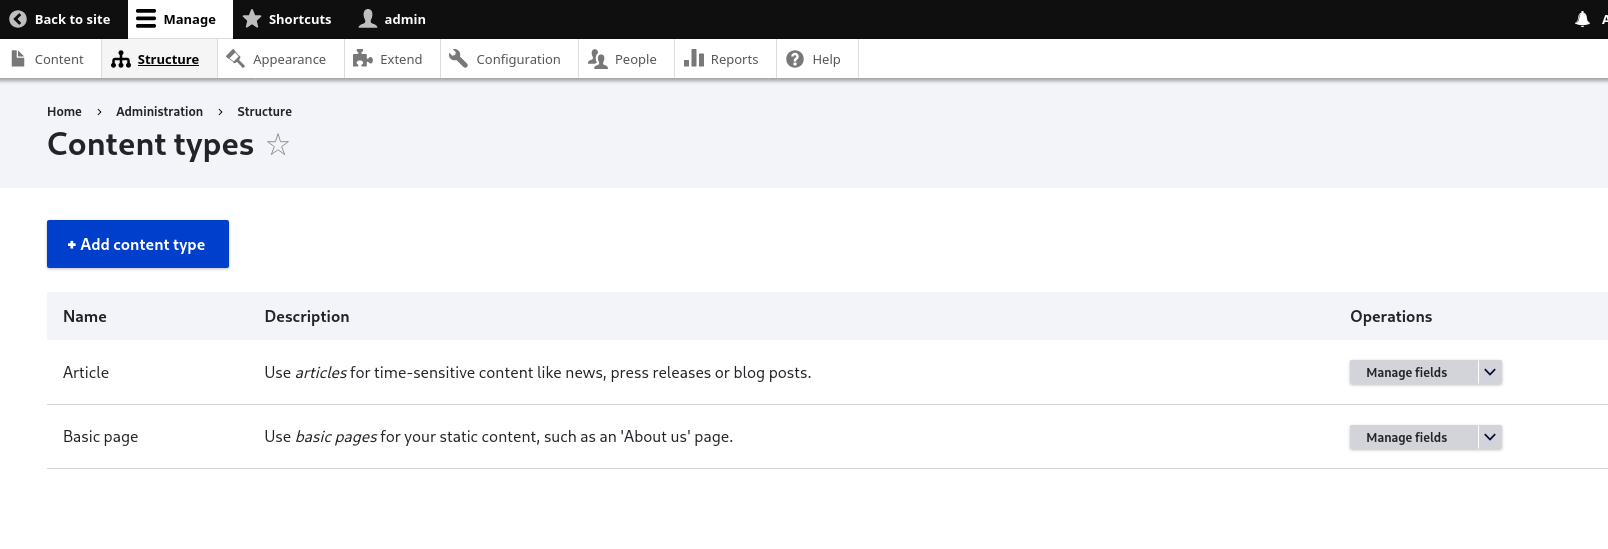 Back to site Manage Shortcuts admin
Content Structure Appearance Extend Configuration People Reports Help
Home › Administration › Structure
Content types
+ Add content type
Name Description Operations
Article Use articles for time-sensitive content like news, press releases or blog posts. Manage fields
Basic page Use basic pages for your static content, such as an 'About us' page. Manage fields